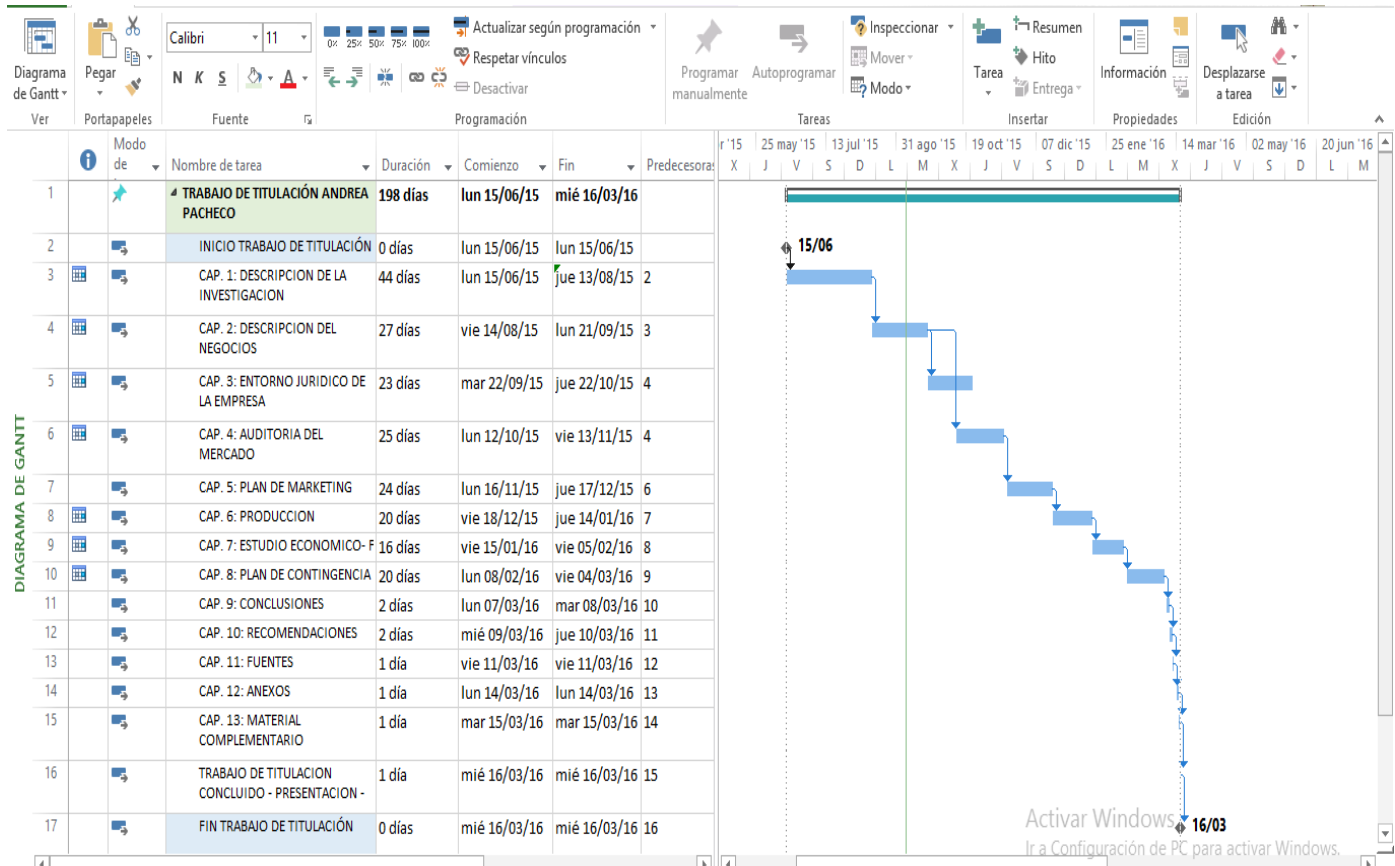 Diagrama
de Gantt
Ver
Pegar
Portapapeles
Calibri 11
N K S A
Fuente
0% 25% 50% 75% 100%
Actualizar según programación
Respetar vínculos
Desactivar
Programación
Programar
manualmente
Autoprogramar
Inspeccionar
Mover
Modo
Tareas
Tarea
Resumen
Hito
Entrega
Insertar
Información
Propiedades
Desplazarse
a tarea
Edición
Modo
de Nombre de tarea Duración Comienzo Fin Predecesoras
r '15 25 may '15 13 jul '15 31 ago '15 19 oct '15 07 dic '15 25 ene '16 14 mar '16 02 may '16 20 jun '16
X J V S D L M X J V S D L M X J V S D L M
DIAGRAMA DE GANTT
1 TRABAJO DE TITULACIÓN ANDREA 198 días lun 15/06/15 mié 16/03/16
PACHECO
2 INICIO TRABAJO DE TITULACIÓN 0 días lun 15/06/15 lun 15/06/15
15/06
3 CAP. 1: DESCRIPCION DE LA 44 días lun 15/06/15 jue 13/08/15 2
INVESTIGACION
4 CAP. 2: DESCRIPCION DEL 27 días vie 14/08/15 lun 21/09/15 3
NEGOCIOS
5 CAP. 3: ENTORNO JURIDICO DE 23 días mar 22/09/15 jue 22/10/15 4
LA EMPRESA
6 CAP. 4: AUDITORIA DEL 25 días lun 12/10/15 vie 13/11/15 4
MERCADO
7 CAP. 5: PLAN DE MARKETING 24 días lun 16/11/15 jue 17/12/15 6
8 CAP. 6: PRODUCCION 20 días vie 18/12/15 jue 14/01/16 7
9 CAP. 7: ESTUDIO ECONOMICO- F 16 días vie 15/01/16 vie 05/02/16 8
10 CAP. 8: PLAN DE CONTINGENCIA 20 días lun 08/02/16 vie 04/03/16 9
11 CAP. 9: CONCLUSIONES 2 días lun 07/03/16 mar 08/03/16 10
12 CAP. 10: RECOMENDACIONES 2 días mié 09/03/16 jue 10/03/16 11
13 CAP. 11: FUENTES 1 día vie 11/03/16 vie 11/03/16 12
14 CAP. 12: ANEXOS 1 día lun 14/03/16 lun 14/03/16 13
15 CAP. 13: MATERIAL 1 día mar 15/03/16 mar 15/03/16 14
COMPLEMENTARIO
16 TRABAJO DE TITULACION 1 día mié 16/03/16 mié 16/03/16 15
CONCLUIDO - PRESENTACION -
17 FIN TRABAJO DE TITULACIÓN 0 días mié 16/03/16 mié 16/03/16 16
16/03
Activar Windows
Ir a Configuración de PC para activar Windows.